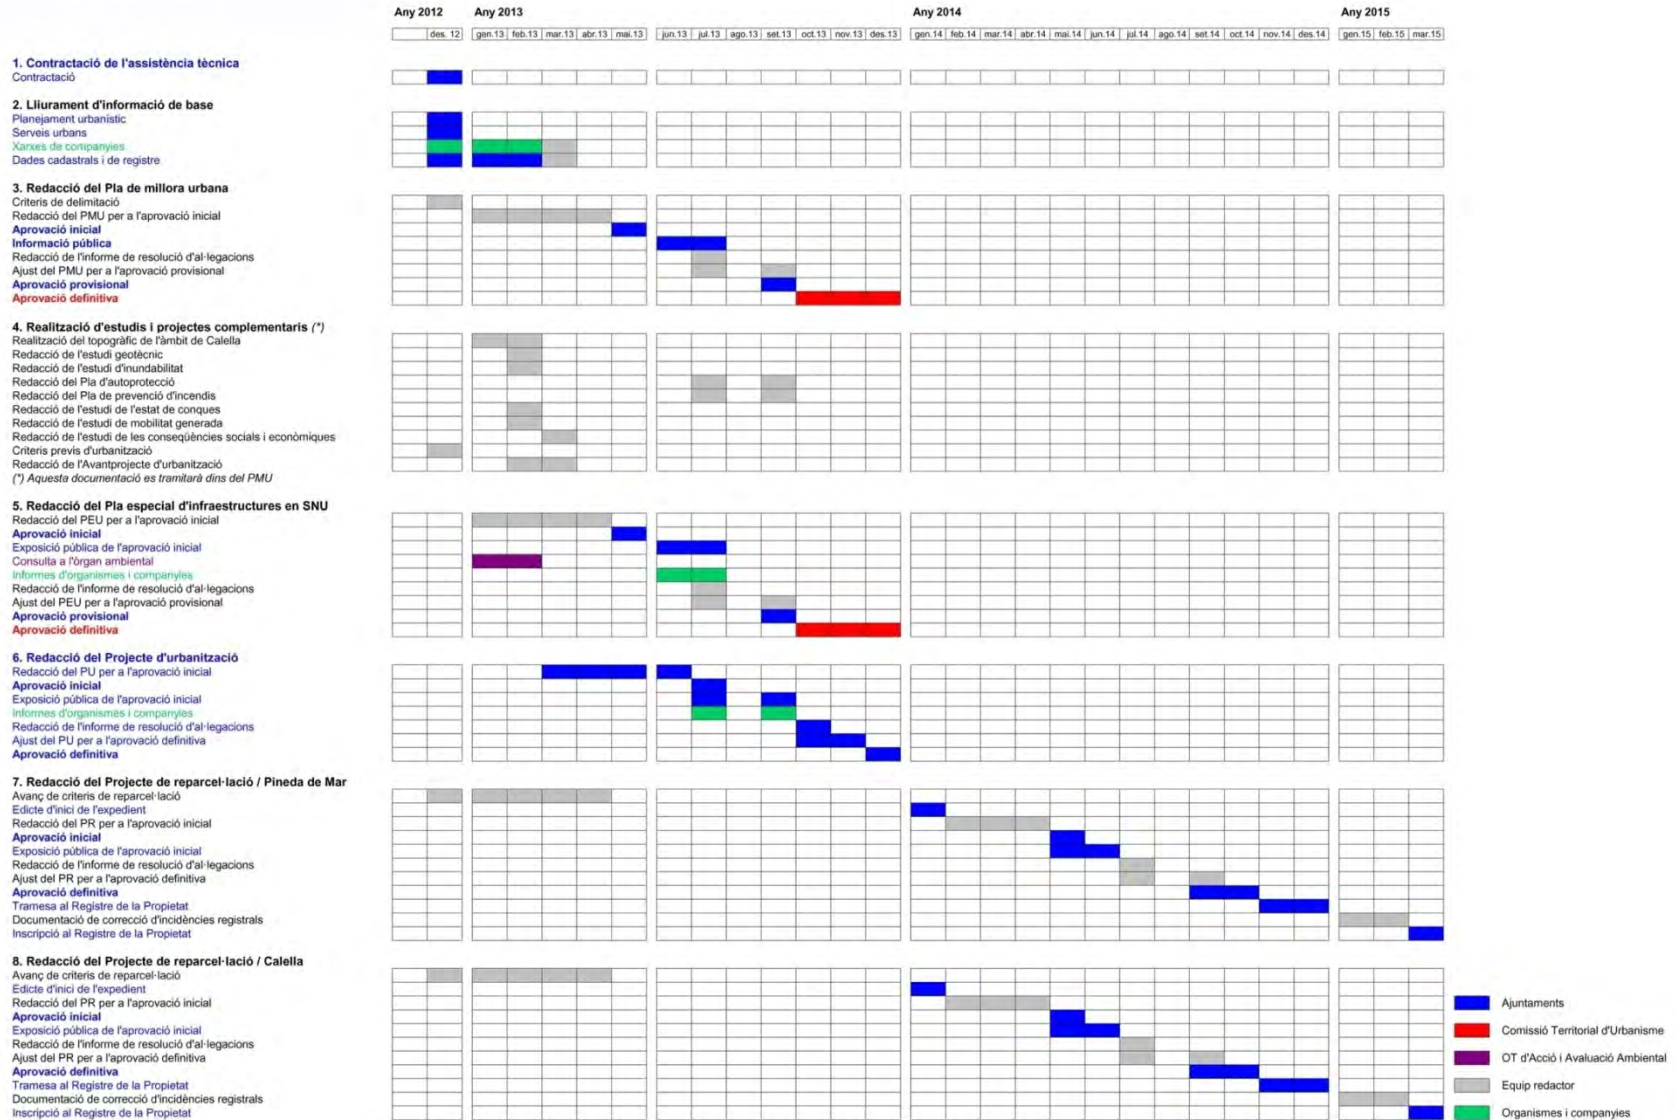 Any 2012 Any 2013 Any 2014 Any 2015
des. 12 gen.13 feb.13 mar.13 abr.13 mai.13 jun.13 jul.13 ago.13 set.13 oct.13 nov.13 des.13 gen.14 feb.14 mar.14 abr.14 mai.14 jun.14 jul.14 ago.14 set.14 oct.14 nov.14 des.14 gen.15 feb.15 mar.15
1. Contractació de l'assistència tècnica
Contractació
2. Lliurament d'informació de base
Planejament urbanístic
Serveis urbans
Xarxes de companyies
Dades cadastrals i de registre
3. Redacció del Pla de millora urbana
Criteris de delimitació
Redacció del PMU per a l'aprovació inicial
Aprovació inicial
Informació pública
Redacció de l'informe de resolució d'al·legacions
Ajust del PMU per a l'aprovació provisional
Aprovació provisional
Aprovació definitiva
4. Realització d'estudis i projectes complementaris (*)
Realització del topogràfic de l'àmbit de Calella
Redacció de l'estudi geotècnic
Redacció de l'estudi d'inundabilitat
Redacció del Pla d'autoprotecció
Redacció del Pla de prevenció d'incendis
Redacció de l'estudi de l'estat de conques
Redacció de l'estudi de mobilitat generada
Redacció de l'estudi de les conseqüències socials i econòmiques
Criteris previs d'urbanització
Redacció de l'Avantprojecte d'urbanització
(*) Aquesta documentació es tramitarà dins del PMU
5. Redacció del Pla especial d'infraestructures en SNU
Redacció del PEU per a l'aprovació inicial
Aprovació inicial
Exposició pública de l'aprovació inicial
Consulta a l'òrgan ambiental
Informes d'organismes i companyies
Redacció de l'informe de resolució d'al·legacions
Ajust del PEU per a l'aprovació provisional
Aprovació provisional
Aprovació definitiva
6. Redacció del Projecte d'urbanització
Redacció del PU per a l'aprovació inicial
Aprovació inicial
Exposició pública de l'aprovació inicial
Informes d'organismes i companyies
Redacció de l'informe de resolució d'al·legacions
Ajust del PU per a l'aprovació definitiva
Aprovació definitiva
7. Redacció del Projecte de reparcel·lació / Pineda de Mar
Avanç de criteris de reparcel·lació
Edicte d'inici de l'expedient
Redacció del PR per a l'aprovació inicial
Aprovació inicial
Exposició pública de l'aprovació inicial
Redacció de l'informe de resolució d'al·legacions
Ajust del PR per a l'aprovació definitiva
Aprovació definitiva
Tramesa al Registre de la Propietat
Documentació de correcció d'incidències registrals
Inscripció al Registre de la Propietat
8. Redacció del Projecte de reparcel·lació / Calella
Avanç de criteris de reparcel·lació
Edicte d'inici de l'expedient
Redacció del PR per a l'aprovació inicial
Aprovació inicial
Exposició pública de l'aprovació inicial
Redacció de l'informe de resolució d'al·legacions
Ajust del PR per a l'aprovació definitiva
Aprovació definitiva
Tramesa al Registre de la Propietat
Documentació de correcció d'incidències registrals
Inscripció al Registre de la Propietat
Ajuntaments
Comissió Territorial d'Urbanisme
OT d'Acció i Avaluació Ambiental
Equip redactor
Organismes i companyies